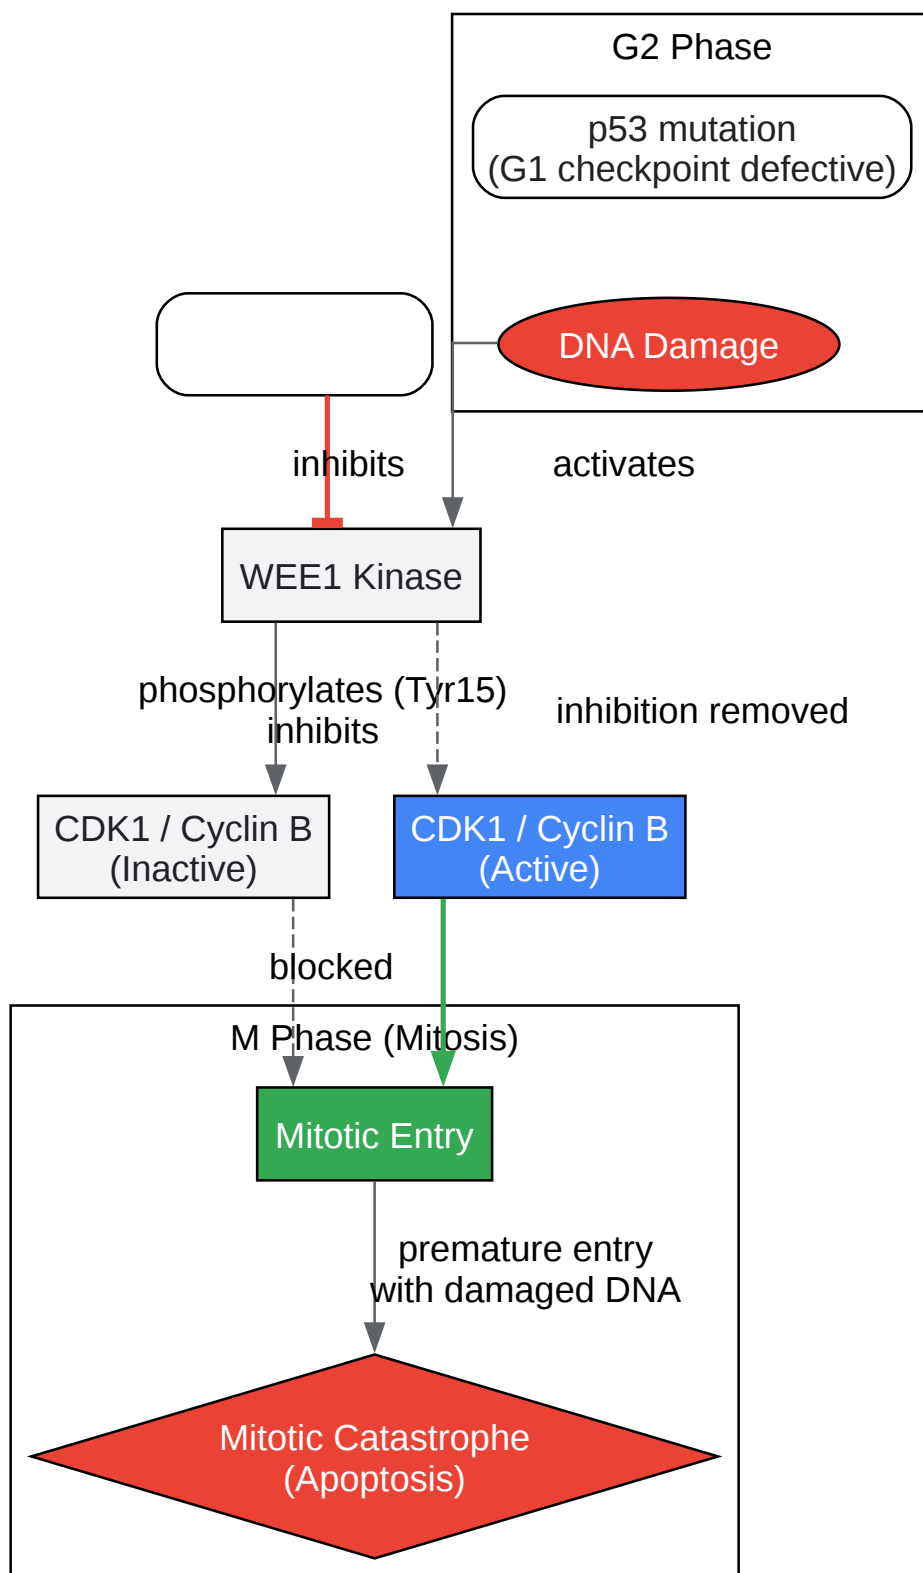 G2 Phase
p53 mutation
(G1 checkpoint defective)
DNA Damage
inhibits
activates
WEE1 Kinase
phosphorylates (Tyr15)
inhibits
inhibition removed
CDK1 / Cyclin B
(Inactive)
CDK1 / Cyclin B
(Active)
blocked
M Phase (Mitosis)
Mitotic Entry
premature entry
with damaged DNA
Mitotic Catastrophe
(Apoptosis)